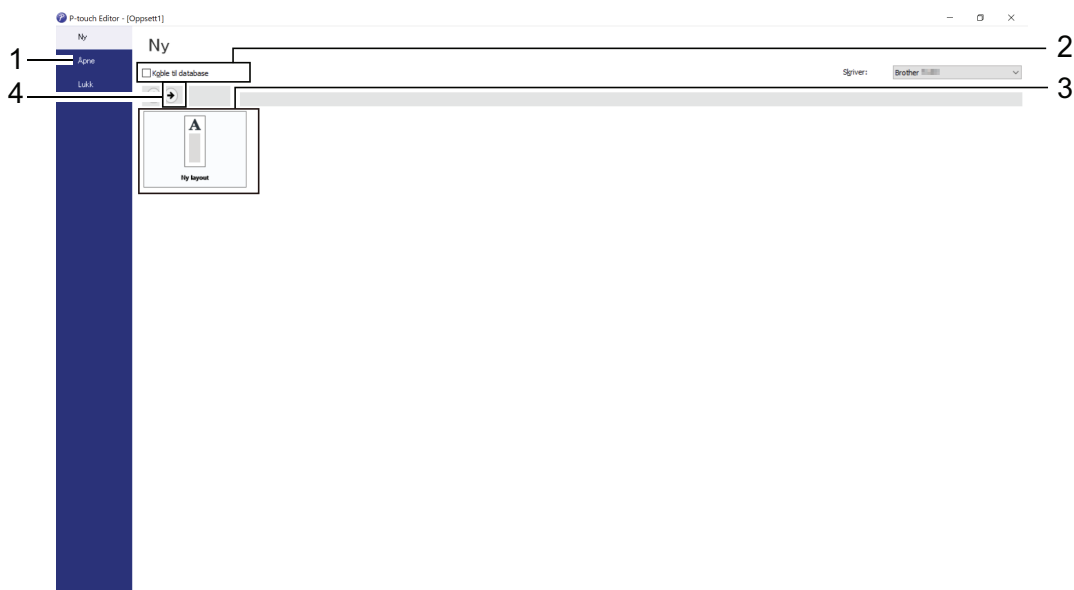 P-touch Editor - [Oppsett1]
Ny
Ny
2
1
Åpne
Koble til database
Skriver:
Brother
4
Lukk
3
A
Ny layout